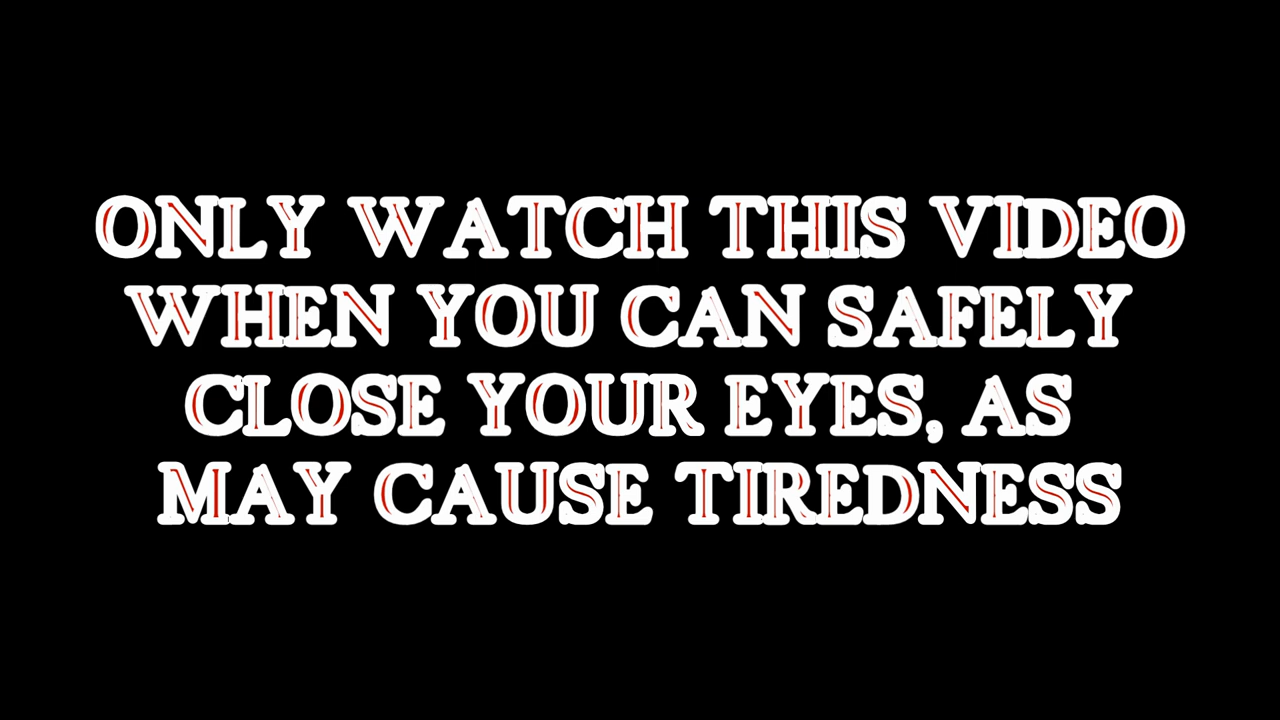 ONLY WATCH THIS VIDEO
WHEN YOU CAN SAFELY
CLOSE YOUR EYES, AS
MAY CAUSE TIREDNESS